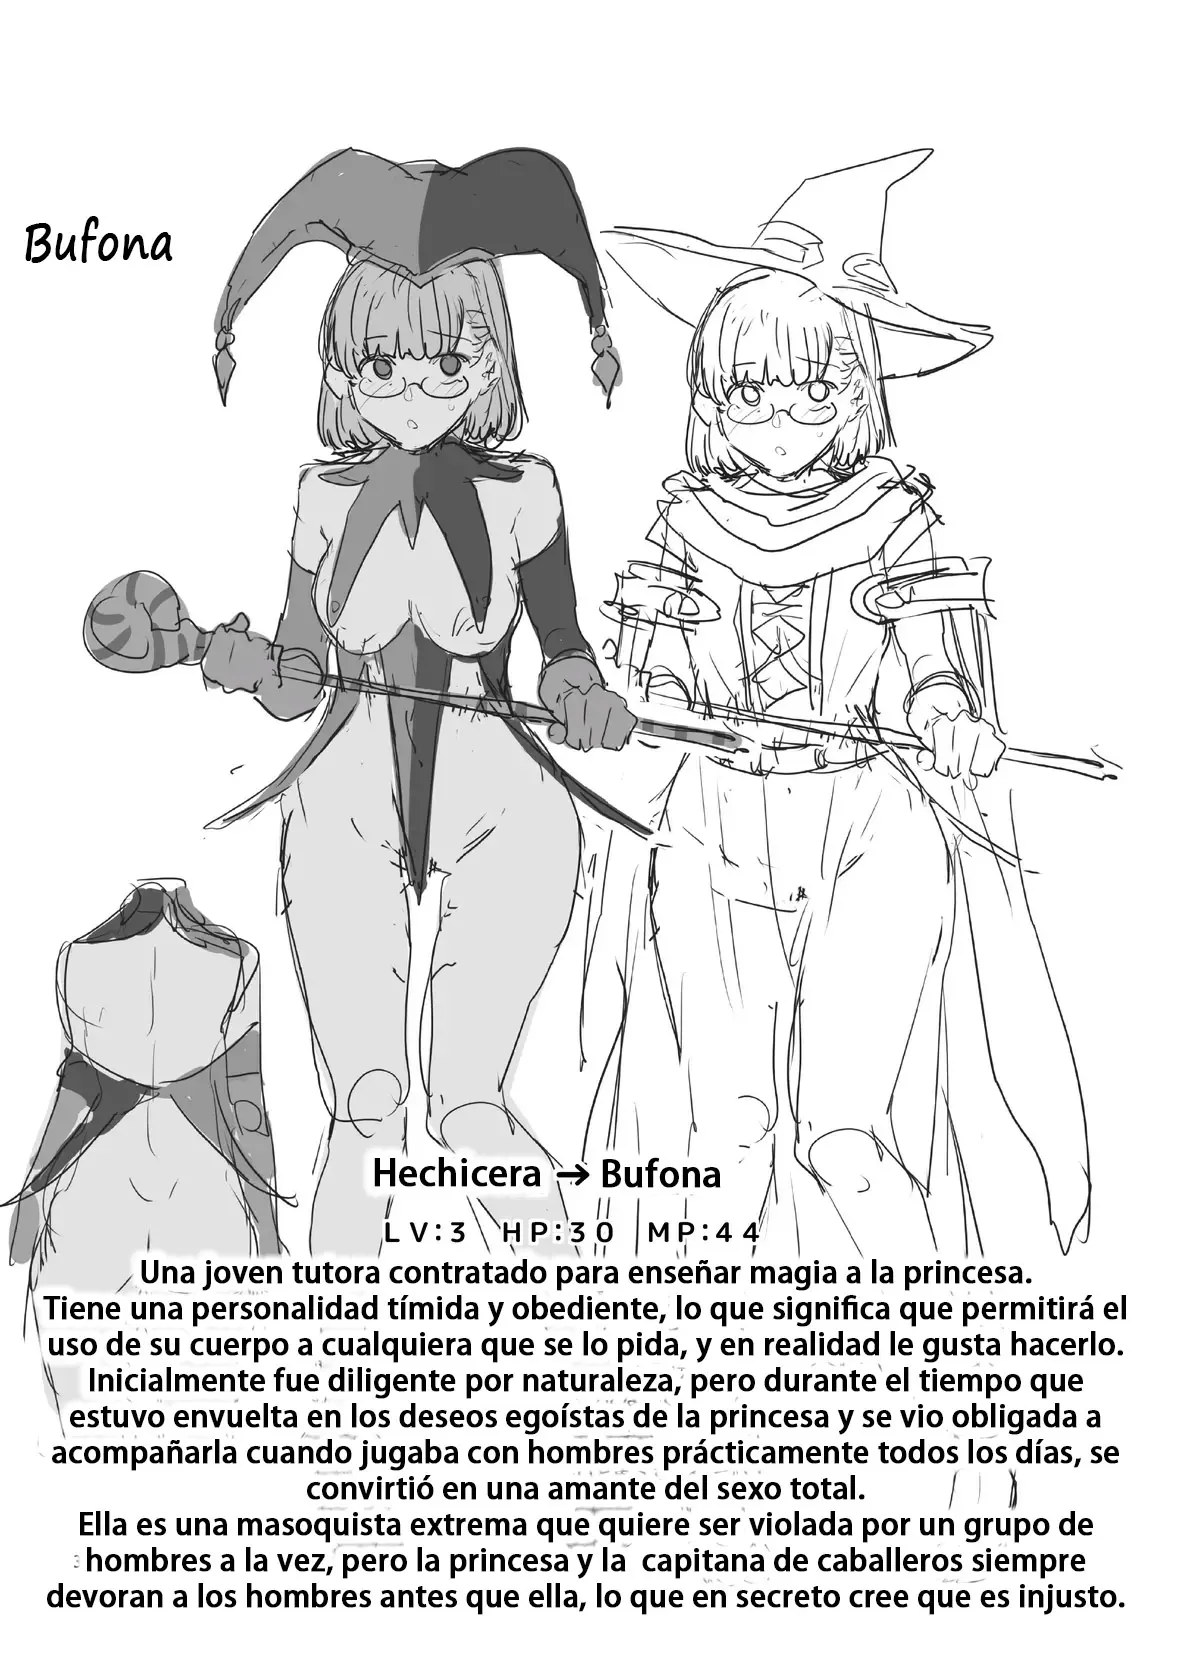 Bufona
Hechicera → Bufona
LV:3 HP:30 MP:44
Una joven tutora contratado para enseñar magia a la princesa.
Tiene una personalidad tímida y obediente, lo que significa que permitirá el
uso de su cuerpo a cualquiera que se lo pida, y en realidad le gusta hacerlo.
Inicialmente fue diligente por naturaleza, pero durante el tiempo que
estuvo envuelta en los deseos egoístas de la princesa y se vio obligada a
acompañarla cuando jugaba con hombres prácticamente todos los días, se
convirtió en una amante del sexo total.
Ella es una masoquista extrema que quiere ser violada por un grupo de
hombres a la vez, pero la princesa y la capitana de caballeros siempre
devoran a los hombres antes que ella, lo que en secreto cree que es injusto.